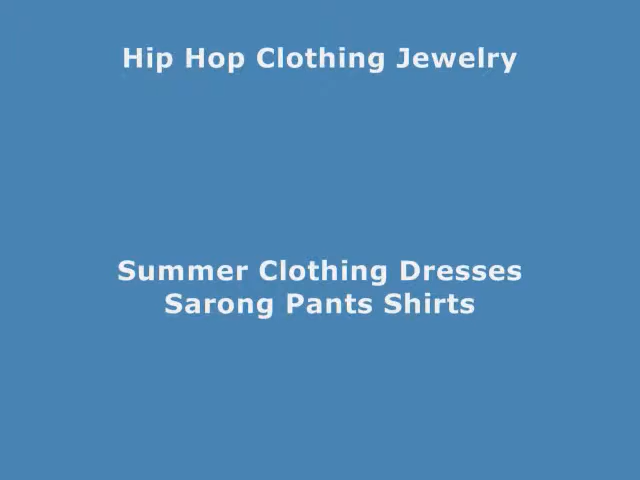 Hip Hop Clothing Jewelry
Summer Clothing Dresses
Sarong Pants Shirts